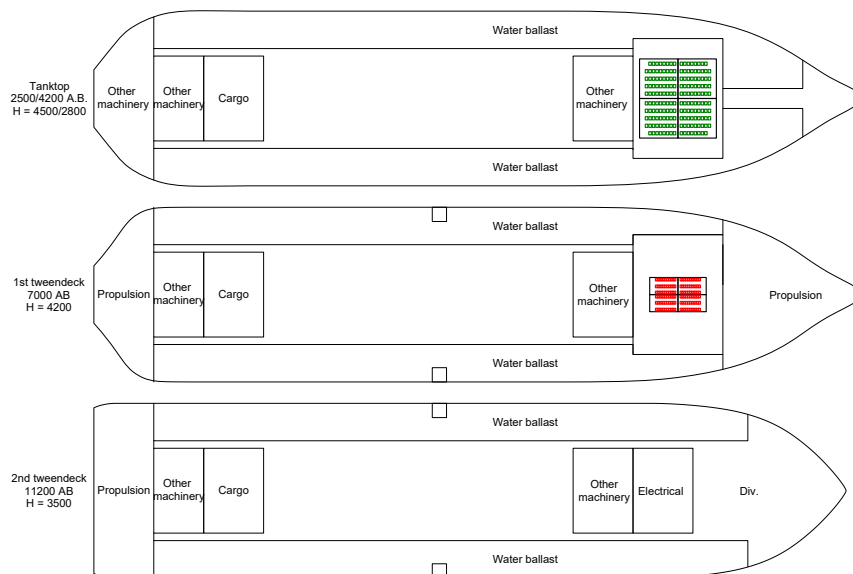 Water ballast
Tanktop
2500/4200 A.B.
H = 4500/2800
Other
machinery
Other
machinery
Cargo
Other
machinery
Water ballast
Water ballast
1st tweendeck
7000 AB
H = 4200
Propulsion
Other
machinery
Cargo
Other
machinery
Propulsion
Water ballast
Water ballast
2nd tweendeck
11200 AB
H = 3500
Propulsion
Other
machinery
Cargo
Other
machinery
Electrical
Div.
Water ballast